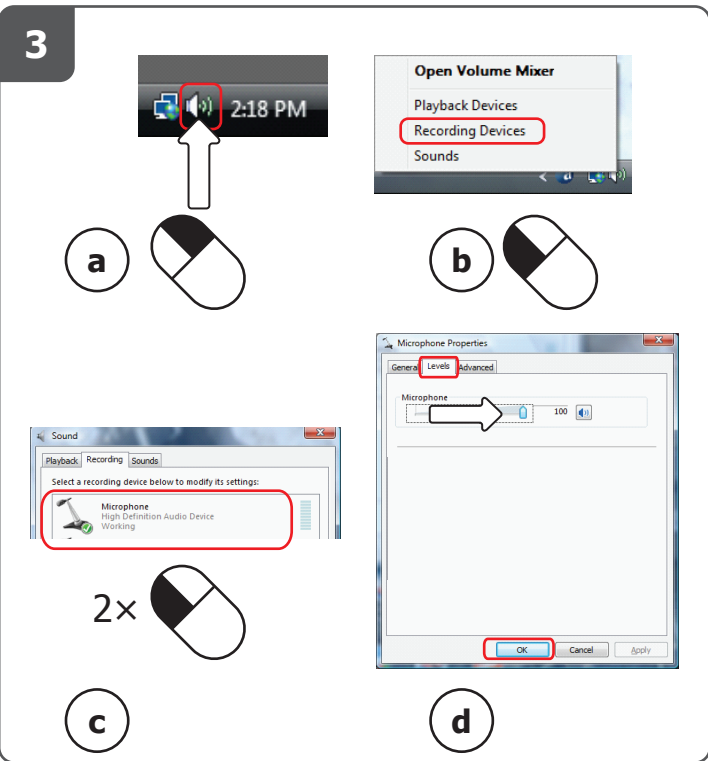 3
2:18 PM
a
Open Volume Mixer
Playback Devices
Recording Devices
Sounds
b
Sound
Playback Recording Sounds
Select a recording device below to modify its settings:
Microphone
High Definition Audio Device
Working
2×
c
Microphone Properties
General Levels Advanced
Microphone
100
OK Cancel Apply
d